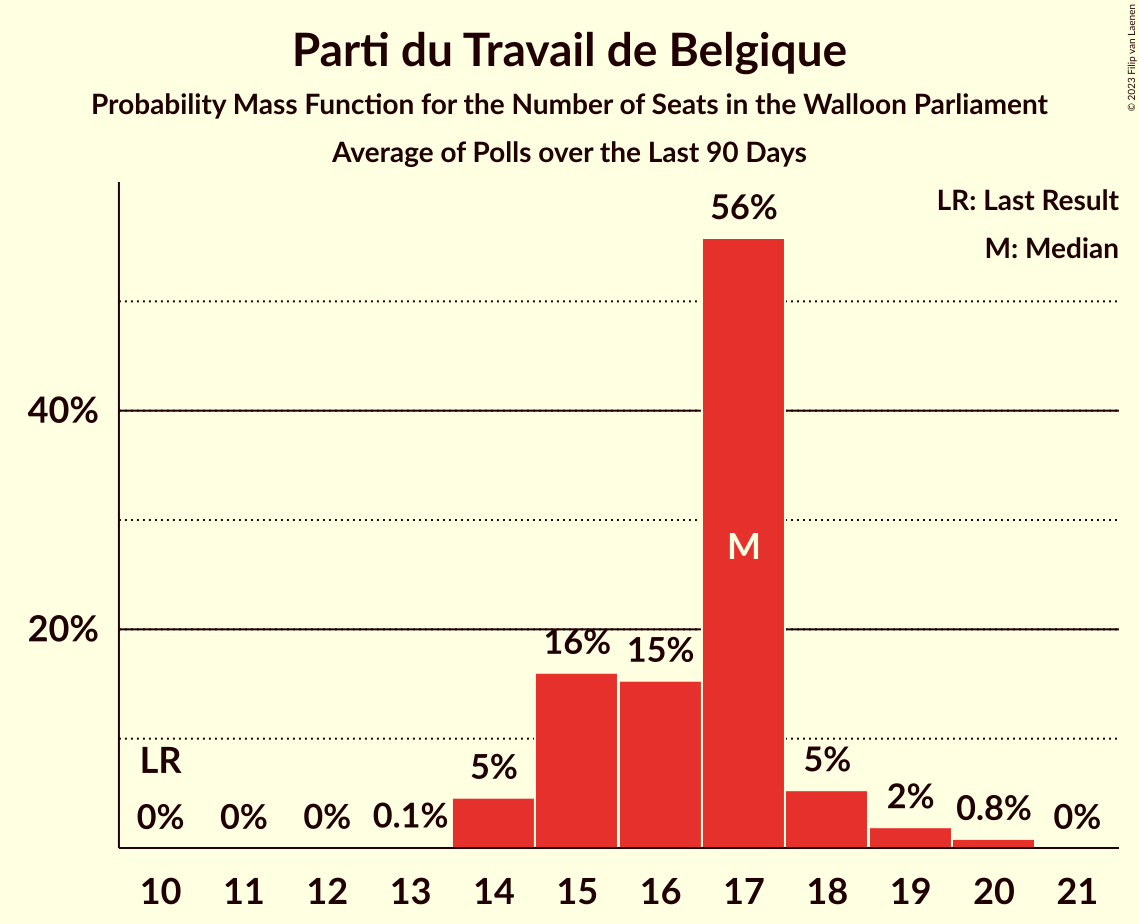 Parti du Travail de Belgique
Probability Mass Function for the Number of Seats in the Walloon Parliament
Average of Polls over the Last 90 Days
© 2023 Filip van Laenen
LR: Last Result
M: Median
56%
40%
M
20%
16%
15%
LR
5%
5%
2%
0.8%
0%
0%
0%
0.1%
0%
10 11 12 13 14 15 16 17 18 19 20 21